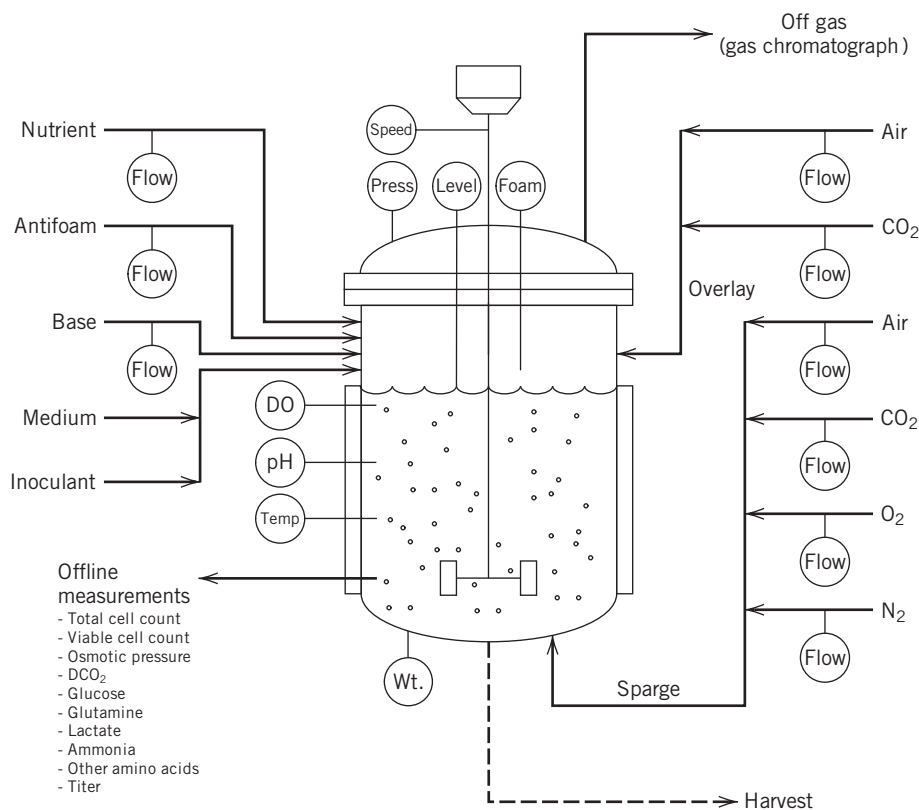 Off gas
(gas chromatograph)
Nutrient
Flow
Antifoam
Flow
Base
Flow
Medium
Inoculant
Speed
Press
Level
Foam
DO
pH
Temp
Offline
measurements
- Total cell count
- Viable cell count
- Osmotic pressure
- DCO₂
- Glucose
- Glutamine
- Lactate
- Ammonia
- Other amino acids
- Titer
Wt.
Air
Flow
CO₂
Flow
Overlay
Air
Flow
CO₂
Flow
O₂
Flow
N₂
Flow
Sparge
Harvest